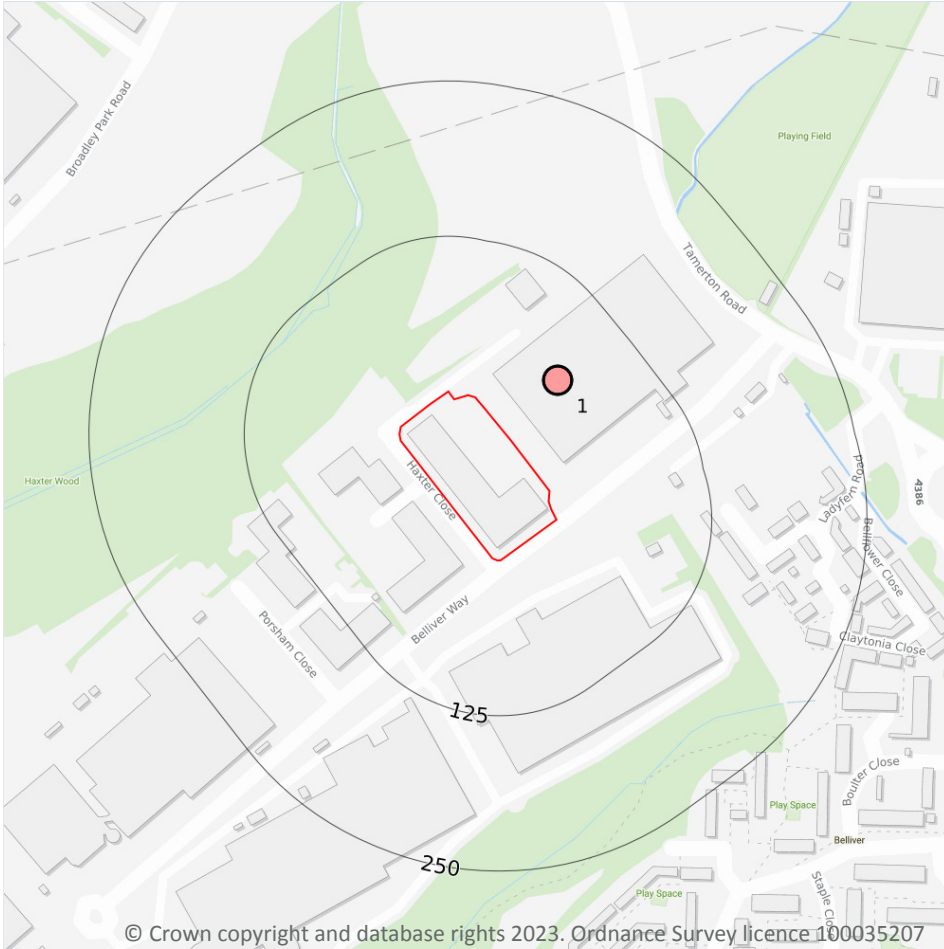 Broadley Park Road
Playing Field
Tamerton Road
1
Haxter Wood
Haxter Close
4386
Ladyfern Road
Bellflower Close
Belliver Way
Porsham Close
Claytonia Close
125
Boulter Close
Play Space
Belliver
250
Play Space
Staple Clos
© Crown copyright and database rights 2023. Ordnance Survey licence 100035207